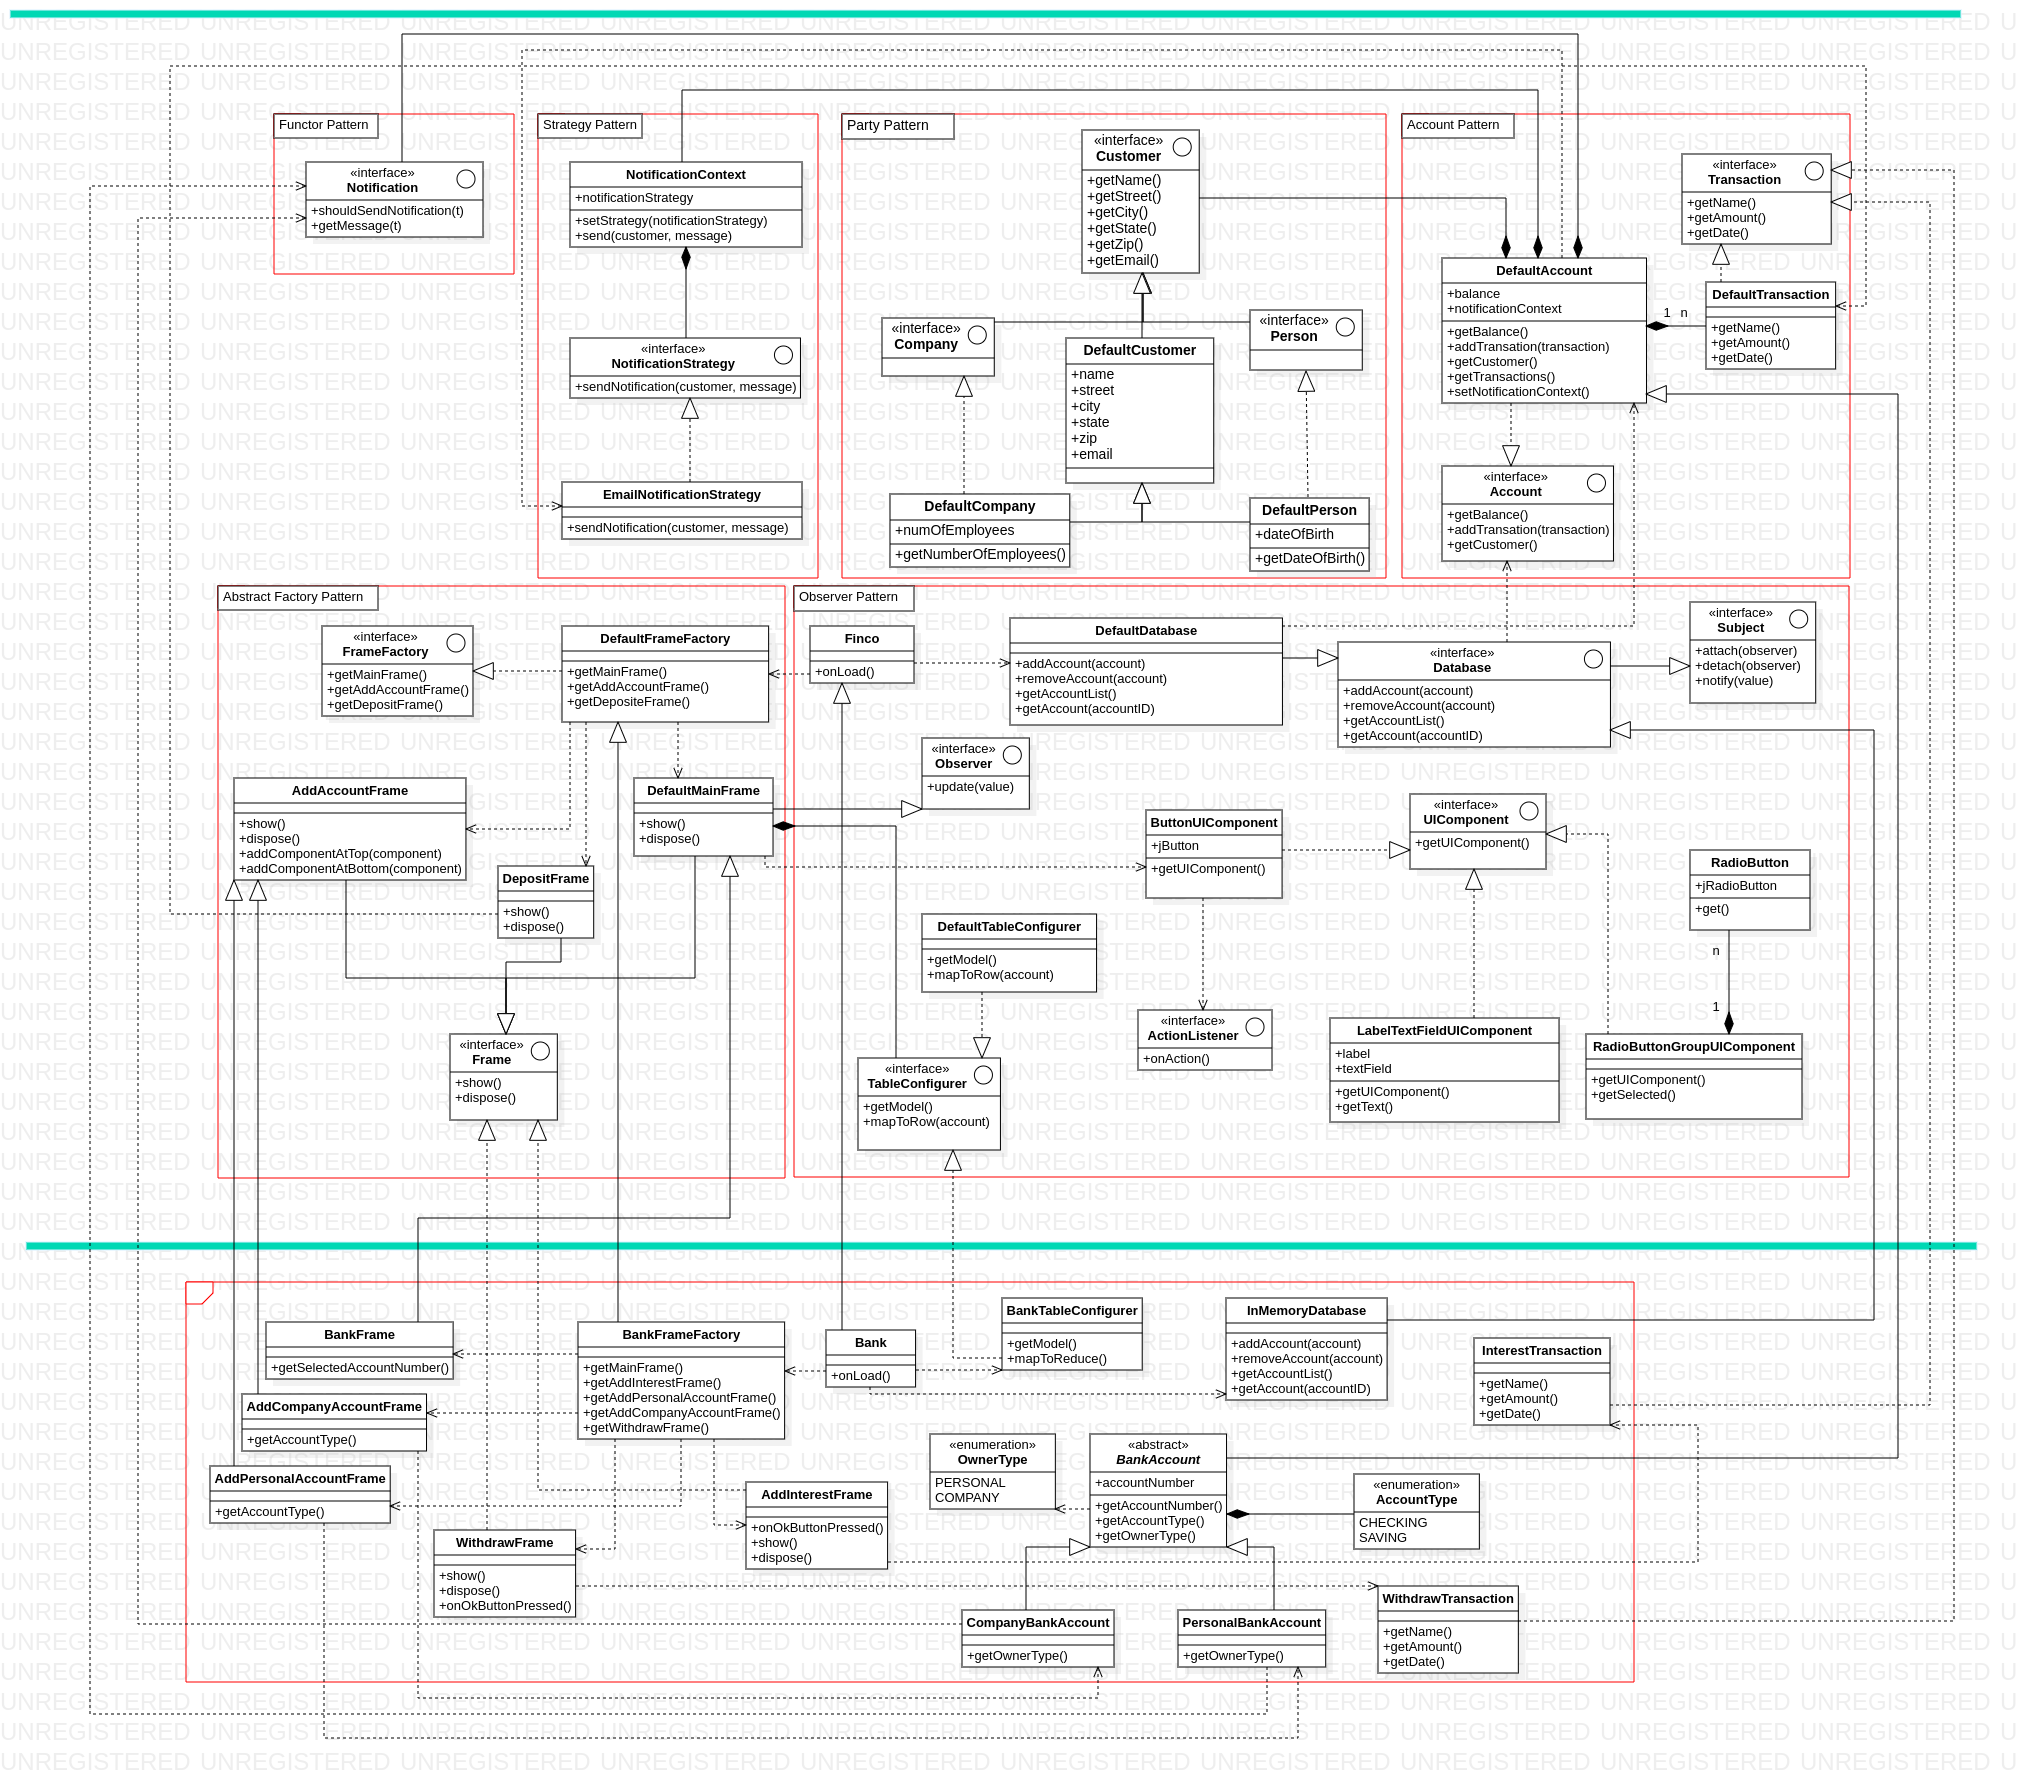 Functor Pattern
«interface»
Notification
+shouldSendNotification(t)
+getMessage(t)
Strategy Pattern
NotificationContext
+notificationStrategy
+setStrategy(notificationStrategy)
+send(customer, message)
«interface»
NotificationStrategy
+sendNotification(customer, message)
EmailNotificationStrategy
+sendNotification(customer, message)
Party Pattern
«interface»
Customer
+getName()
+getStreet()
+getCity()
+getState()
+getZip()
+getEmail()
«interface»
Company
«interface»
Person
DefaultCustomer
+name
+street
+city
+state
+zip
+email
DefaultCompany
+numOfEmployees
+getNumberOfEmployees()
DefaultPerson
+dateOfBirth
+getDateOfBirth()
Account Pattern
«interface»
Transaction
+getName()
+getAmount()
+getDate()
DefaultAccount
+balance
+notificationContext
+getBalance()
+addTransation(transaction)
+getCustomer()
+getTransactions()
+setNotificationContext()
1 n
DefaultTransaction
+getName()
+getAmount()
+getDate()
«interface»
Account
+getBalance()
+addTransation(transaction)
+getCustomer()
Abstract Factory Pattern
«interface»
FrameFactory
+getMainFrame()
+getAddAccountFrame()
+getDepositFrame()
DefaultFrameFactory
+getMainFrame()
+getAddAccountFrame()
+getDepositeFrame()
AddAccountFrame
+show()
+dispose()
+addComponentAtTop(component)
+addComponentAtBottom(component)
DefaultMainFrame
+show()
+dispose()
DepositFrame
+show()
+dispose()
«interface»
Frame
+show()
+dispose()
Observer Pattern
Finco
+onLoad()
DefaultDatabase
+addAccount(account)
+removeAccount(account)
+getAccountList()
+getAccount(accountID)
«interface»
Database
+addAccount(account)
+removeAccount(account)
+getAccountList()
+getAccount(accountID)
«interface»
Subject
+attach(observer)
+detach(observer)
+notify(value)
«interface»
Observer
+update(value)
ButtonUIComponent
+jButton
+getUIComponent()
«interface»
UIComponent
+getUIComponent()
RadioButton
+jRadioButton
+get()
n
1
DefaultTableConfigurer
+getModel()
+mapToRow(account)
«interface»
ActionListener
+onAction()
«interface»
TableConfigurer
+getModel()
+mapToRow(account)
LabelTextFieldUIComponent
+label
+textField
+getUIComponent()
+getText()
RadioButtonGroupUIComponent
+getUIComponent()
+getSelected()
BankFrame
+getSelectedAccountNumber()
AddCompanyAccountFrame
+getAccountType()
AddPersonalAccountFrame
+getAccountType()
BankFrameFactory
+getMainFrame()
+getAddInterestFrame()
+getAddPersonalAccountFrame()
+getAddCompanyAccountFrame()
+getWithdrawFrame()
Bank
+onLoad()
BankTableConfigurer
+getModel()
+mapToReduce()
InMemoryDatabase
+addAccount(account)
+removeAccount(account)
+getAccountList()
+getAccount(accountID)
InterestTransaction
+getName()
+getAmount()
+getDate()
«enumeration»
OwnerType
PERSONAL
COMPANY
«abstract»
BankAccount
+accountNumber
+getAccountNumber()
+getAccountType()
+getOwnerType()
«enumeration»
AccountType
CHECKING
SAVING
AddInterestFrame
+onOkButtonPressed()
+show()
+dispose()
WithdrawFrame
+show()
+dispose()
+onOkButtonPressed()
CompanyBankAccount
+getOwnerType()
PersonalBankAccount
+getOwnerType()
WithdrawTransaction
+getName()
+getAmount()
+getDate()
UNREGISTERED